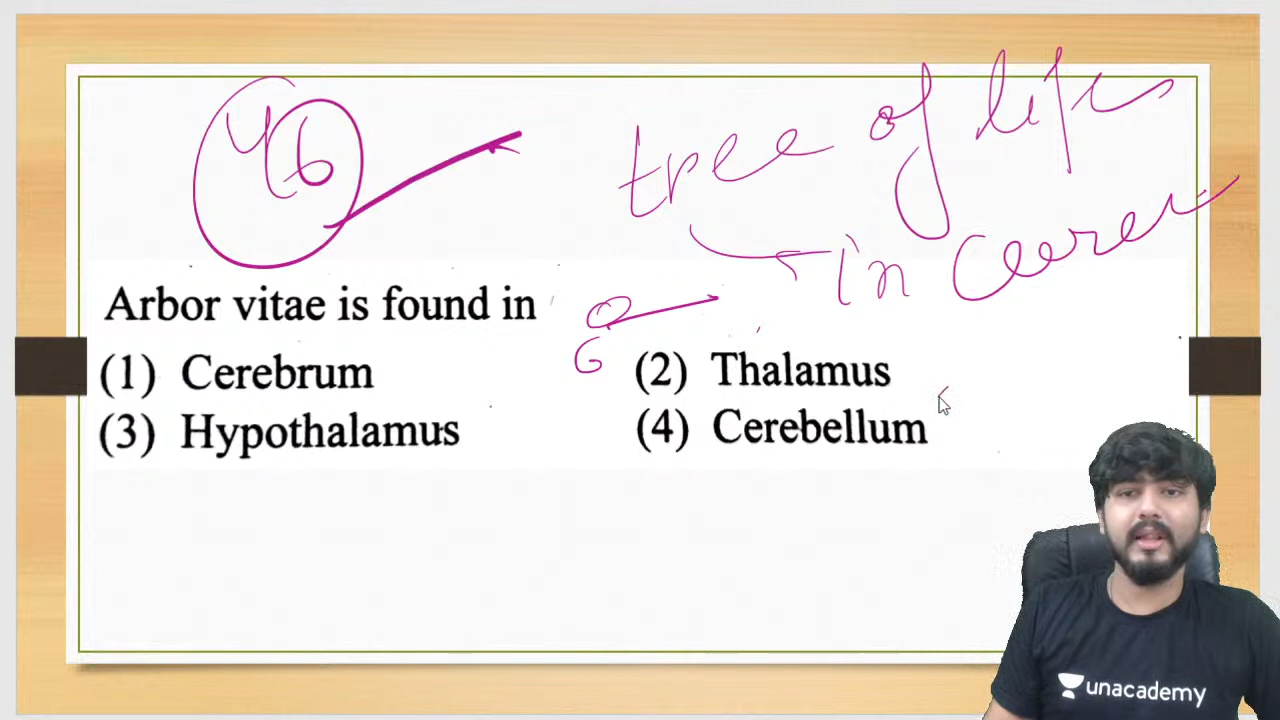 46
tree of life
in
Arbor vitae is found in
(1) Cerebrum
(2) Thalamus
(3) Hypothalamus
(4) Cerebellum
unacademy